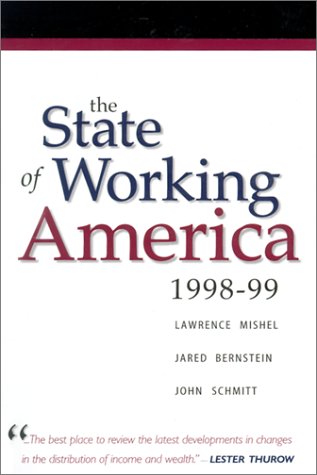 the
State
of Working
America
1998-99
LAWRENCE MISHEL
JARED BERNSTEIN
JOHN SCHMITT
“...The best place to review the latest developments in changes
in the distribution of income and wealth.” – LESTER THUROW